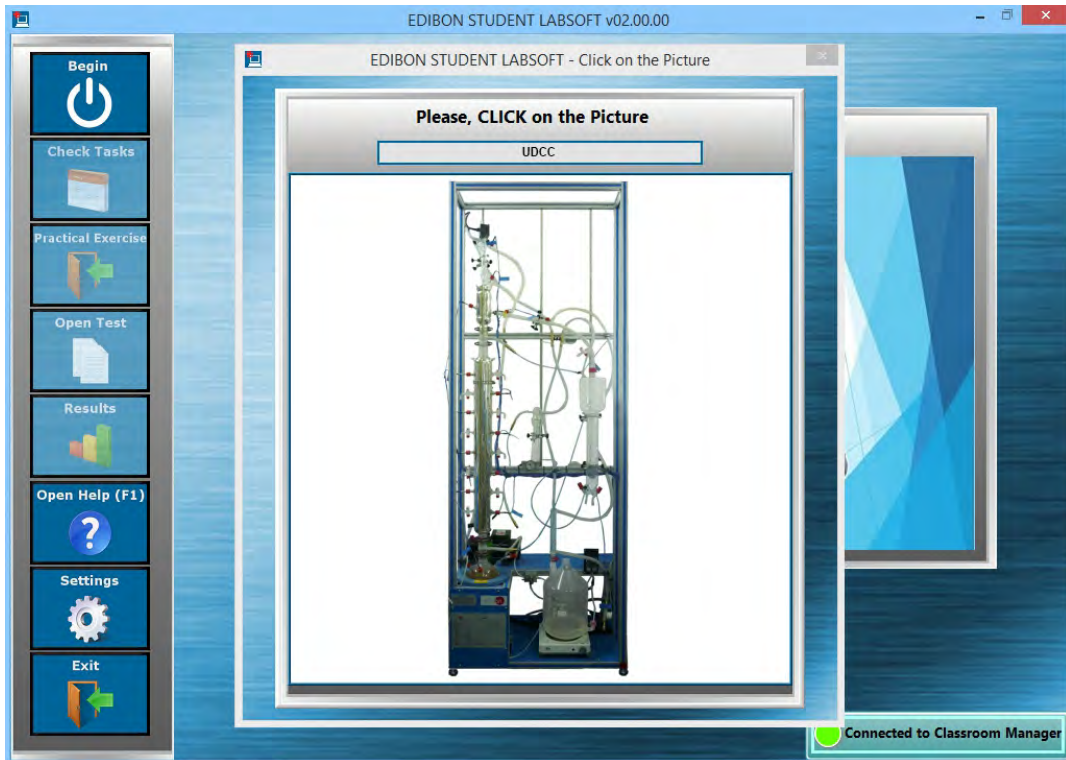 EDIBON STUDENT LABSOFT v02.00.00
Begin
Check Tasks
Practical Exercise
Open Test
Results
Open Help (F1)
Settings
Exit
EDIBON STUDENT LABSOFT - Click on the Picture
Please, CLICK on the Picture
UDCC
Connected to Classroom Manager